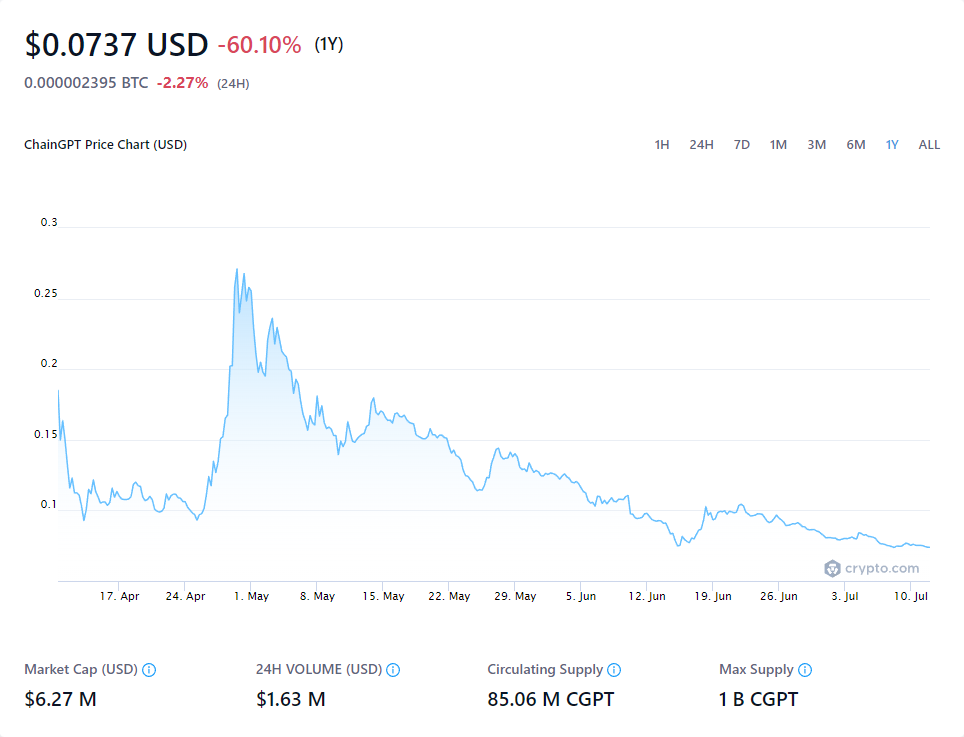 $0.0737 USD -60.10% (1Y)
0.000002395 BTC -2.27% (24H)
ChainGPT Price Chart (USD) 1H 24H 7D 1M 3M 6M 1Y ALL
0.3
0.25
0.2
0.15
0.1
crypto.com
17. Apr 24. Apr 1. May 8. May 15. May 22. May 29. May 5. Jun 12. Jun 19. Jun 26. Jun 3. Jul 10. Jul
Market Cap (USD) 24H VOLUME (USD) Circulating Supply Max Supply
$6.27 M $1.63 M 85.06 M CGPT 1 B CGPT